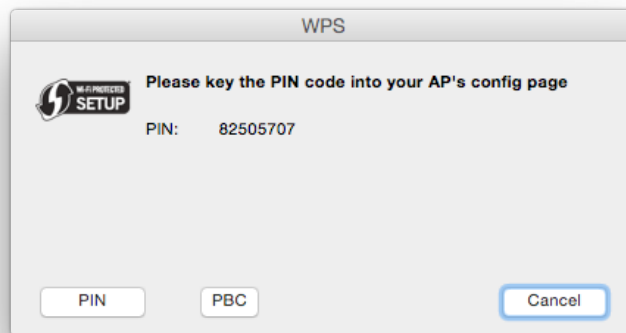 WPS
Wi-Fi PROTECTED
SETUP
Please key the PIN code into your AP's config page
PIN: 82505707
PIN PBC Cancel